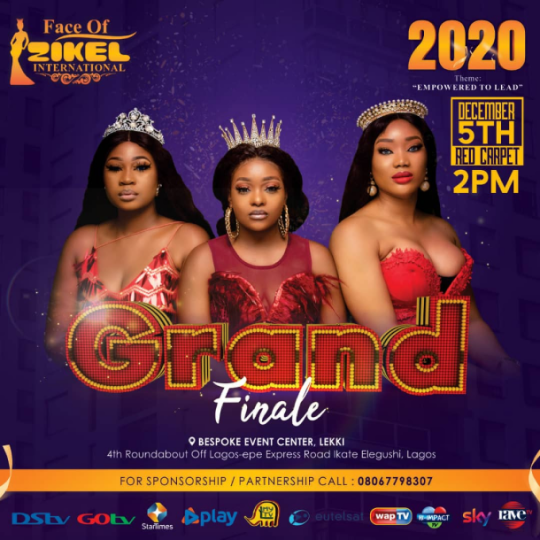 Face Of
ZIKEL
INTERNATIONAL
2020
Theme:
"EMPOWERED TO LEAD"
DECEMBER
5TH
RED CARPET
2PM
Grand
Finale
BESPOKE EVENT CENTER, LEKKI
4th Roundabout Off Lagos-epe Express Road Ikate Elegushi, Lagos
FOR SPONSORSHIP / PARTNERSHIP CALL : 08067798307
DStv GOtv StarTimes play eutelsat wapTV IMPACT sky rave